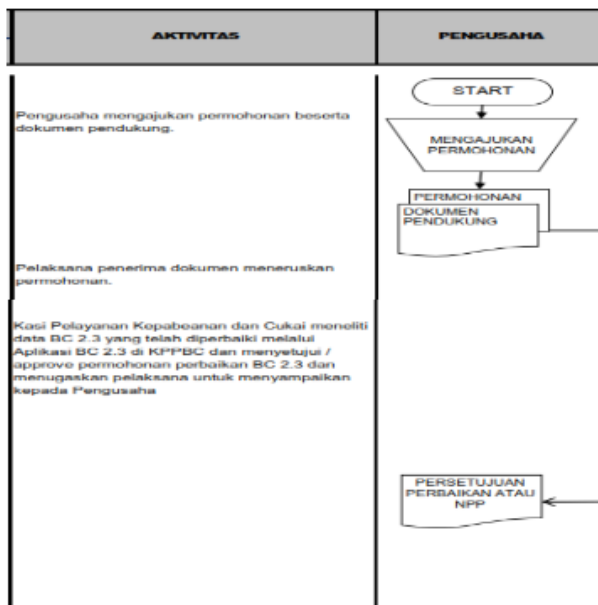 AKTIVITAS
PENGUSAHA
START
Pengusaha mengajukan permohonan beserta
dokumen pendukung.
MENGAJUKAN
PERMOHONAN
PERMOHONAN
DOKUMEN
PENDUKUNG
Pelaksana penerima dokumen meneruskan
permohonan.
Kasi Pelayanan Kepabeanan dan Cukai meneliti
data BC 2.3 yang telah diperbaiki melalui
Aplikasi BC 2.3 di KPPBC dan menyetujui /
approve permohonan perbaikan BC 2.3 dan
menugaskan pelaksana untuk menyampaikan
kepada Pengusaha
PERSETUJUAN
PERBAIKAN ATAU
NPP